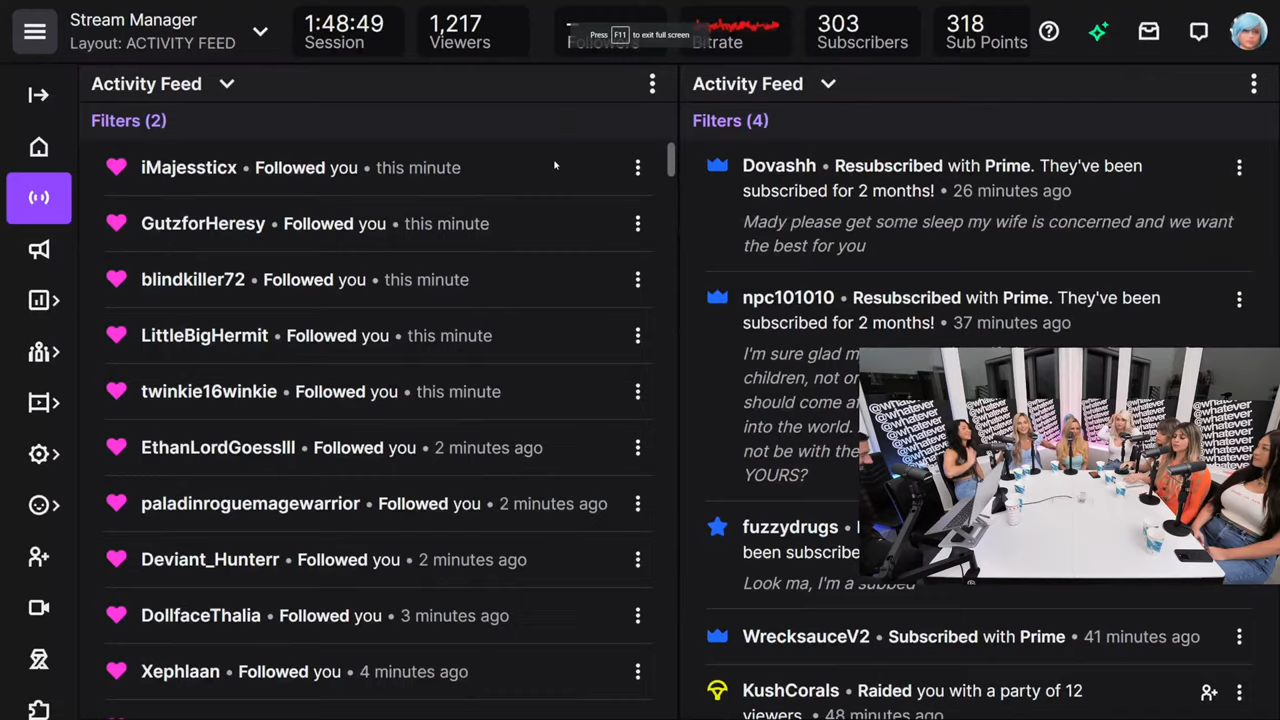 Stream Manager
Layout: ACTIVITY FEED
1:48:49
Session
1,217
Viewers
Followers
Press F11 to exit full screen
Bitrate
303
Subscribers
318
Sub Points
Activity Feed
Filters (2)
iMajessticx • Followed you • this minute
GutzforHeresy • Followed you • this minute
blindkiller72 • Followed you • this minute
LittleBigHermit • Followed you • this minute
twinkie16winkie • Followed you • this minute
EthanLordGoessIll • Followed you • 2 minutes ago
paladinroguemagewarrior • Followed you • 2 minutes ago
Deviant_Hunterr • Followed you • 2 minutes ago
DollfaceThalia • Followed you • 3 minutes ago
Xephlaan • Followed you • 4 minutes ago
Activity Feed
Filters (4)
Dovashh • Resubscribed with Prime. They've been
subscribed for 2 months! • 26 minutes ago
Mady please get some sleep my wife is concerned and we want
the best for you
npc101010 • Resubscribed with Prime. They've been
subscribed for 2 months! • 37 minutes ago
I'm sure glad
children, not
should come
into the world.
not be with the
YOURS?
@whatever
@whatever
@whatever
fuzzydrugs •
been subscribe
Look ma, I'm a subbed
WrecksauceV2 • Subscribed with Prime • 41 minutes ago
KushCorals • Raided you with a party of 12
viewers. • 48 minutes ago